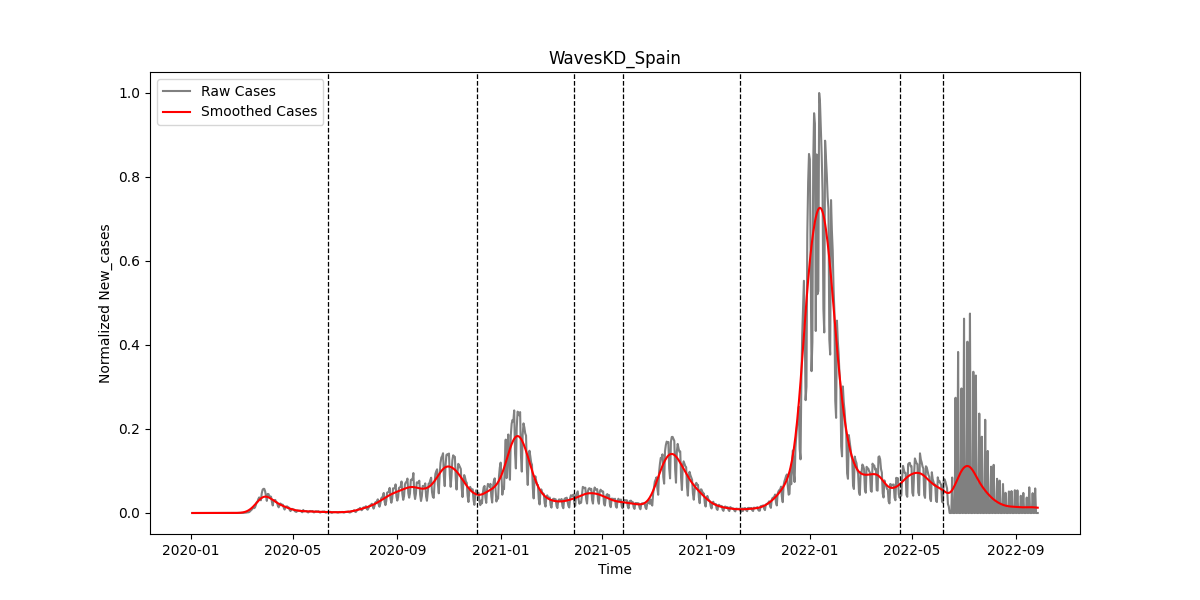 WavesKD_Spain
Raw Cases
Smoothed Cases
Normalized New_cases
1.0
0.8
0.6
0.4
0.2
0.0
2020-01 2020-05 2020-09 2021-01 2021-05 2021-09 2022-01 2022-05 2022-09
Time